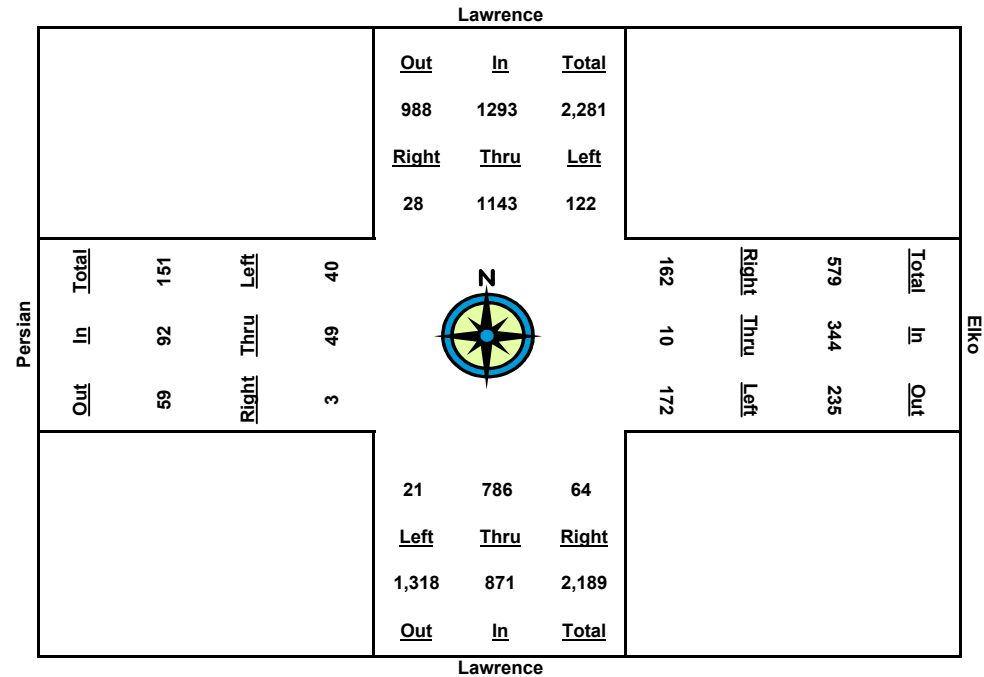 Lawrence
Out In Total
988 1293 2,281
Right Thru Left
28 1143 122
Persian
Total 151 Left 40
In 92 Thru 49
Out 59 Right 3
N
162 Right 579 Total
10 Thru 344 In
172 Left 235 Out
Elko
21 786 64
Left Thru Right
1,318 871 2,189
Out In Total
Lawrence